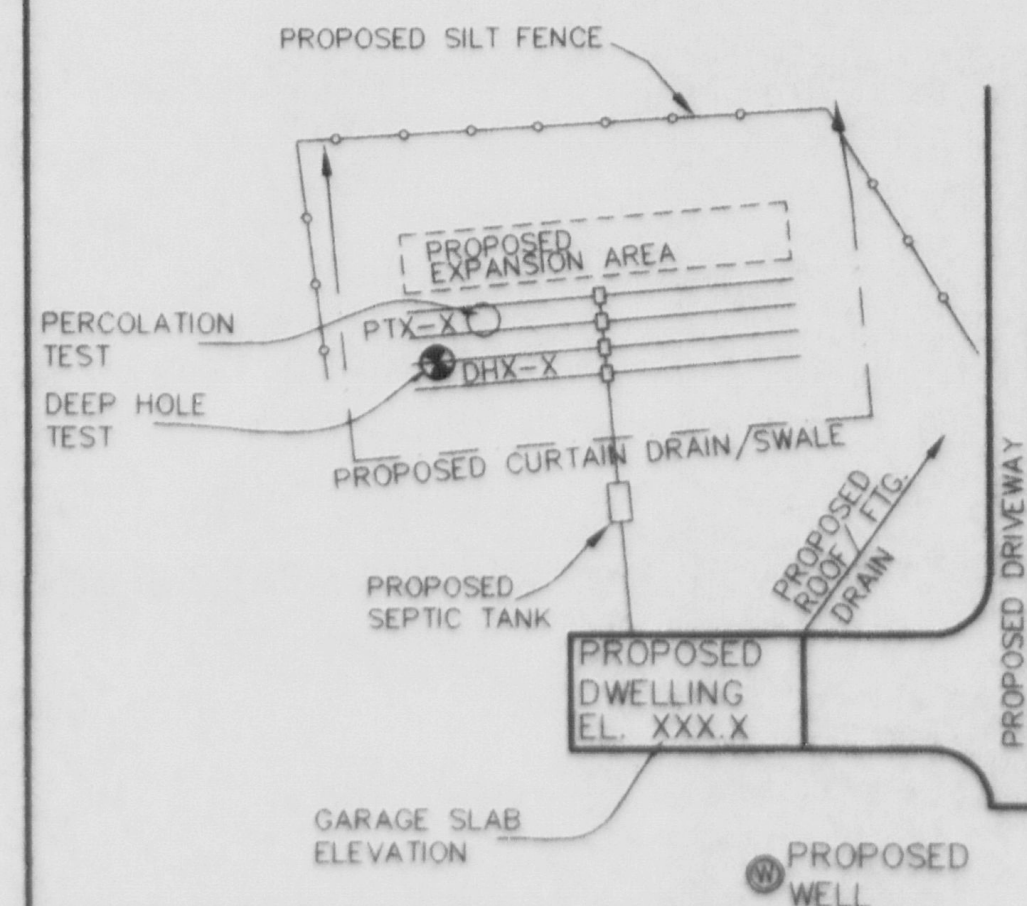 PROPOSED SILT FENCE
PROPOSED
EXPANSION AREA
PERCOLATION
TEST
PTX-X
DHX-X
DEEP HOLE
TEST
PROPOSED CURTAIN DRAIN/SWALE
PROPOSED
ROOF/ FTG.
DRAIN
PROPOSED DRIVEWAY
PROPOSED
SEPTIC TANK
PROPOSED
DWELLING
EL. XXX.X
GARAGE SLAB
ELEVATION
W
PROPOSED
WELL